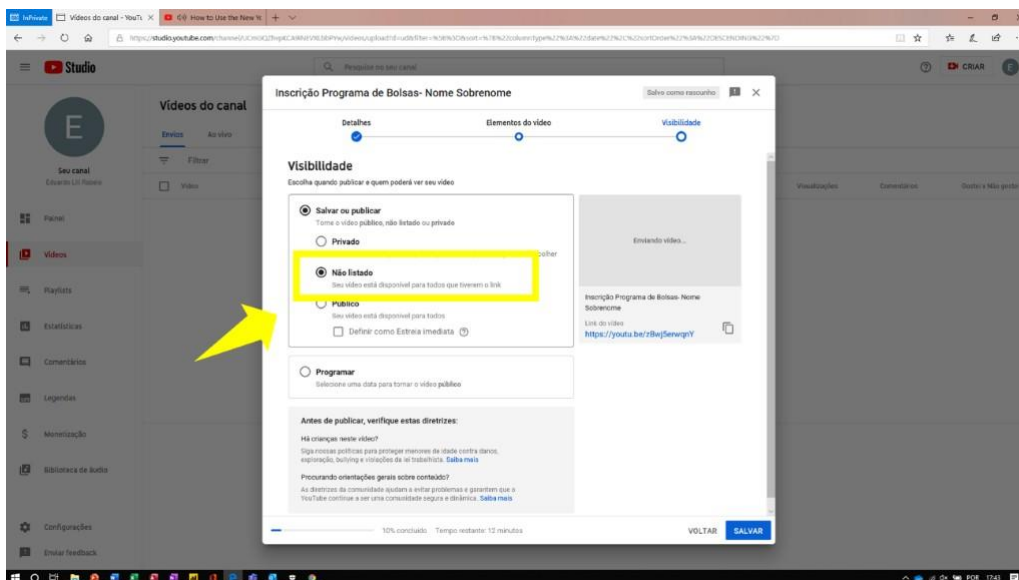 InPrivate
Vídeos do canal - YouTu
How to Use the New Yo
Studio
Pesquise no seu canal
CRIAR
E
E
Seu canal
Painel
Vídeos
Playlists
Estatísticas
Comentários
Legendas
Monetização
Biblioteca de áudio
Configurações
Enviar feedback
Vídeos do canal
Envios
Ao vivo
Filtrar
Vídeo
Visualizações
Comentários
Inscrição Programa de Bolsas- Nome Sobrenome
Salvo como rascunho
Detalhes
Elementos do vídeo
Visibilidade
Visibilidade
Escolha quando publicar e quem poderá ver seu vídeo
Salvar ou publicar
Torne o vídeo público, não listado ou privado
Privado
olher
Não listado
Seu vídeo está disponível para todos que tiverem o link
Público
Seu vídeo está disponível para todos
Definir como Estreia imediata
Programar
Selecione uma data para tornar o vídeo público
Antes de publicar, verifique estas diretrizes:
Há crianças neste vídeo?
Siga nossas políticas para proteger menores de idade contra danos,
exploração, bullying e violações da lei trabalhista. Saiba mais
Procurando orientações gerais sobre conteúdo?
As diretrizes da comunidade ajudam a evitar problemas e garantem que o
YouTube continue a ser uma comunidade segura e dinâmica. Saiba mais
Enviando vídeo...
Inscrição Programa de Bolsas- Nome
Sobrenome
Link do vídeo
10% concluído
Tempo restante: 12 minutos
VOLTAR
SALVAR
POR
17:43